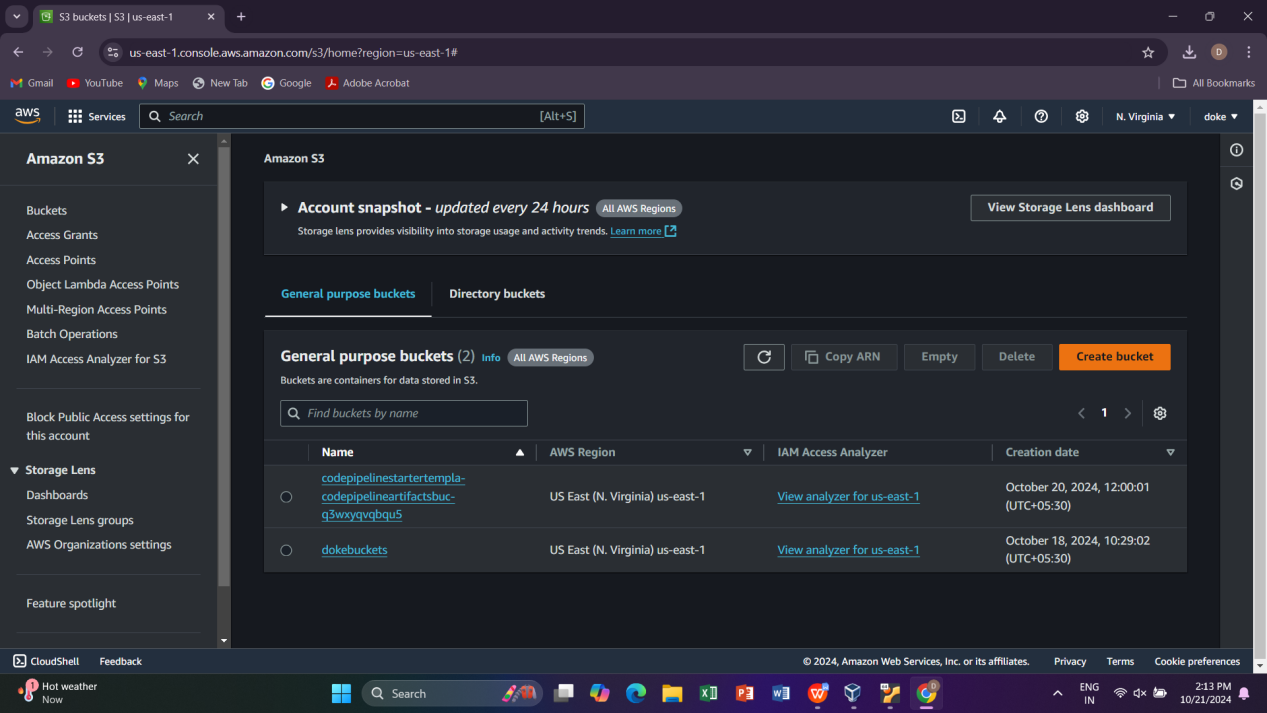 S3 buckets | S3 | us-east-1
us-east-1.console.aws.amazon.com/s3/home?region=us-east-1#
D
Gmail
YouTube
Maps
New Tab
Google
Adobe Acrobat
All Bookmarks
aws
Services
Search
[Alt+S]
N. Virginia
doke
Amazon S3
Buckets
Access Grants
Access Points
Object Lambda Access Points
Multi-Region Access Points
Batch Operations
IAM Access Analyzer for S3
Block Public Access settings for
this account
Storage Lens
Dashboards
Storage Lens groups
AWS Organizations settings
Feature spotlight
Amazon S3
Account snapshot - updated every 24 hours
All AWS Regions
Storage lens provides visibility into storage usage and activity trends. Learn more
View Storage Lens dashboard
General purpose buckets
Directory buckets
General purpose buckets (2) Info All AWS Regions
Buckets are containers for data stored in S3.
Copy ARN
Empty
Delete
Create bucket
Find buckets by name
1
Name
AWS Region
IAM Access Analyzer
Creation date
codepipelinestartertempla-
codepipelineartifactsbuc-
q3wxyqvqbqu5
US East (N. Virginia) us-east-1
View analyzer for us-east-1
October 20, 2024, 12:00:01
(UTC+05:30)
dokebuckets
US East (N. Virginia) us-east-1
View analyzer for us-east-1
October 18, 2024, 10:29:02
(UTC+05:30)
CloudShell
Feedback
© 2024, Amazon Web Services, Inc. or its affiliates.
Privacy
Terms
Cookie preferences
1
Hot weather
Now
Search
ENG
IN
2:13 PM
10/21/2024